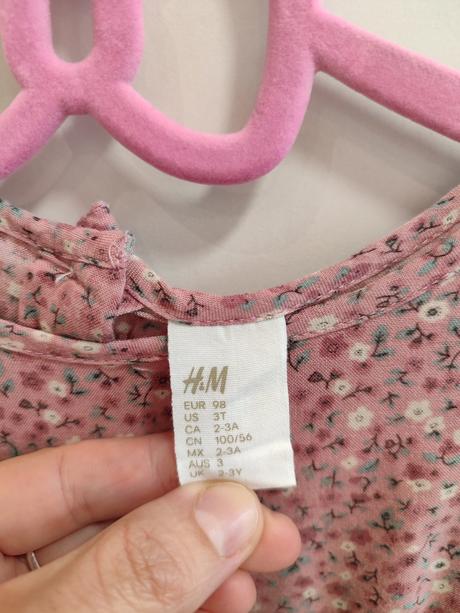 H&M
EUR 98
US 3T
CA 2-3A
CN 100/56
MX 2-3A
AUS 3
UK 2-3Y